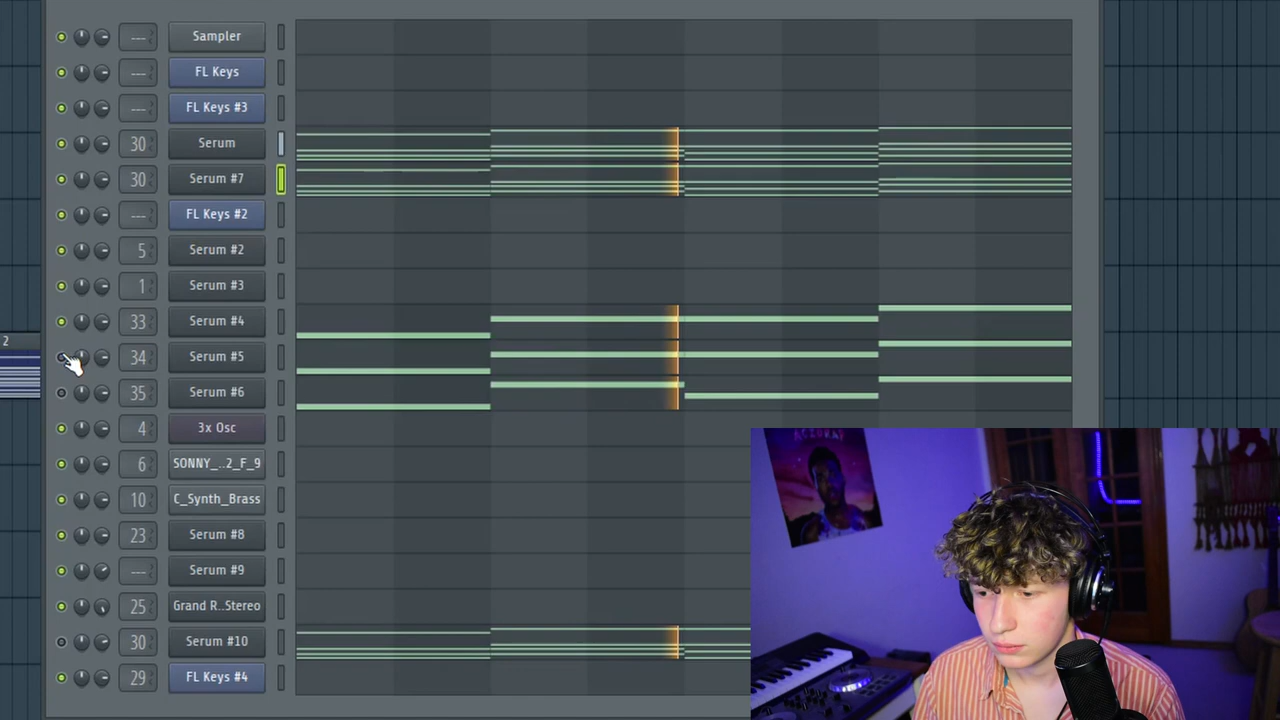 --- Sampler
--- FL Keys
--- FL Keys #3
30 Serum
30 Serum #7
--- FL Keys #2
5 Serum #2
1 Serum #3
33 Serum #4
2
34 Serum #5
35 Serum #6
4 3x Osc
6 SONNY_..2_F_9
10 C_Synth_Brass
23 Serum #8
--- Serum #9
25 Grand R..Stereo
30 Serum #10
29 FL Keys #4